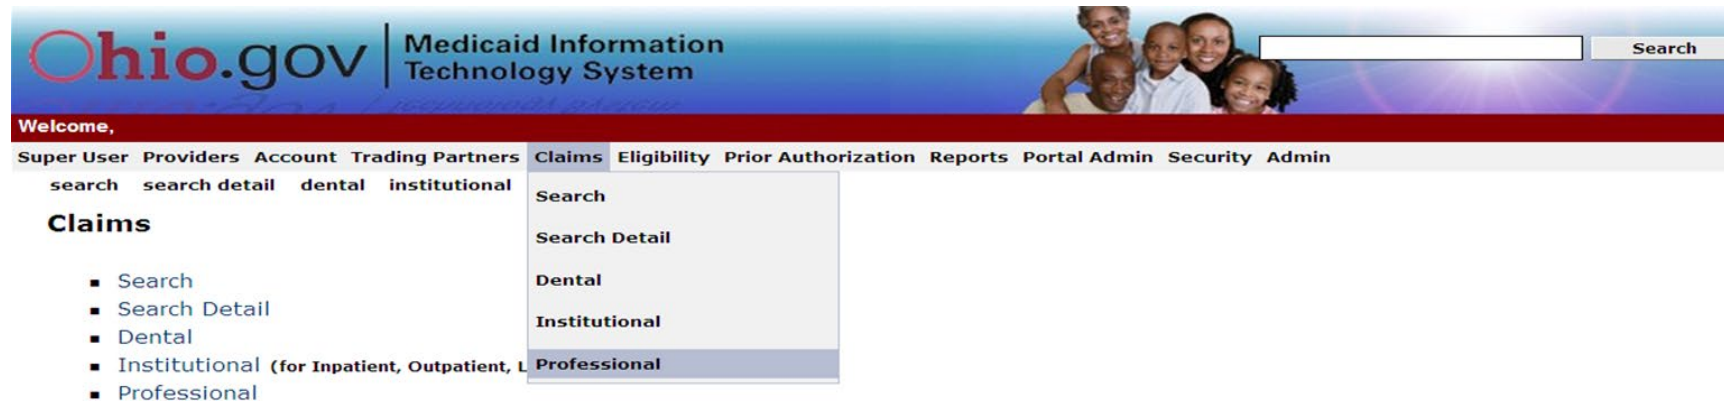 Ohio.gov
Medicaid Information
Technology System
Search
Welcome,
Super User Providers Account Trading Partners Claims Eligibility Prior Authorization Reports Portal Admin Security Admin
search search detail dental institutional
Claims
Search
Search Detail
Dental
Institutional (for Inpatient, Outpatient, L
Professional
Search
Search Detail
Dental
Institutional
Professional